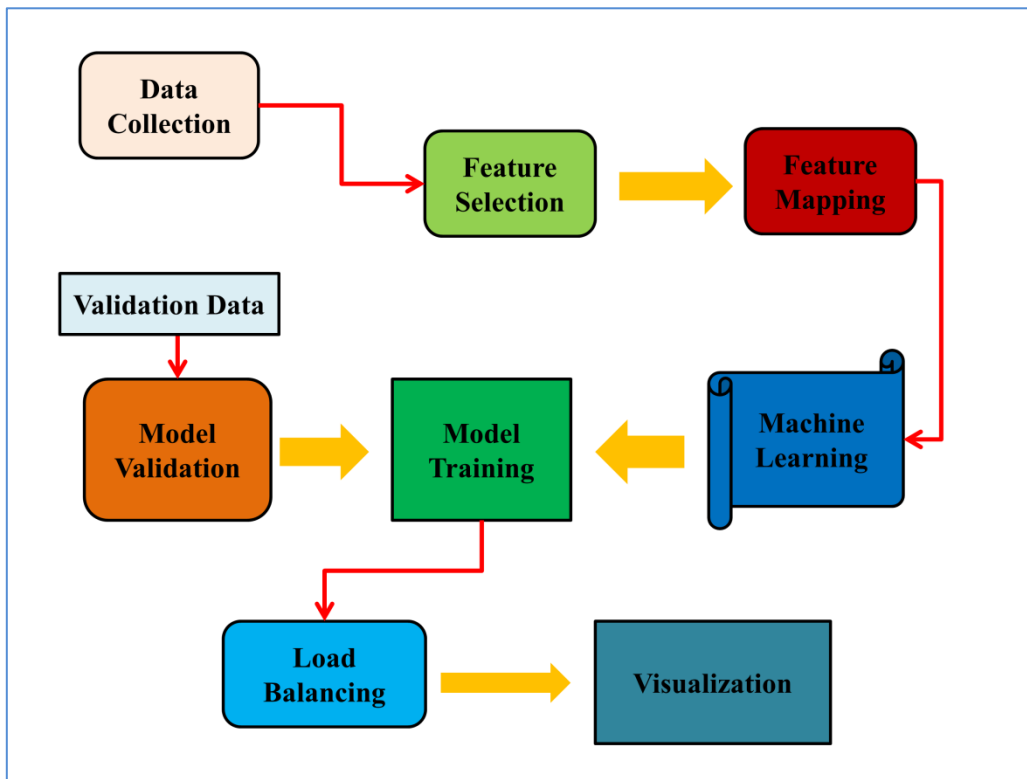 Data
Collection
Feature
Selection
Feature
Mapping
Validation Data
Model
Validation
Model
Training
Machine
Learning
Load
Balancing
Visualization